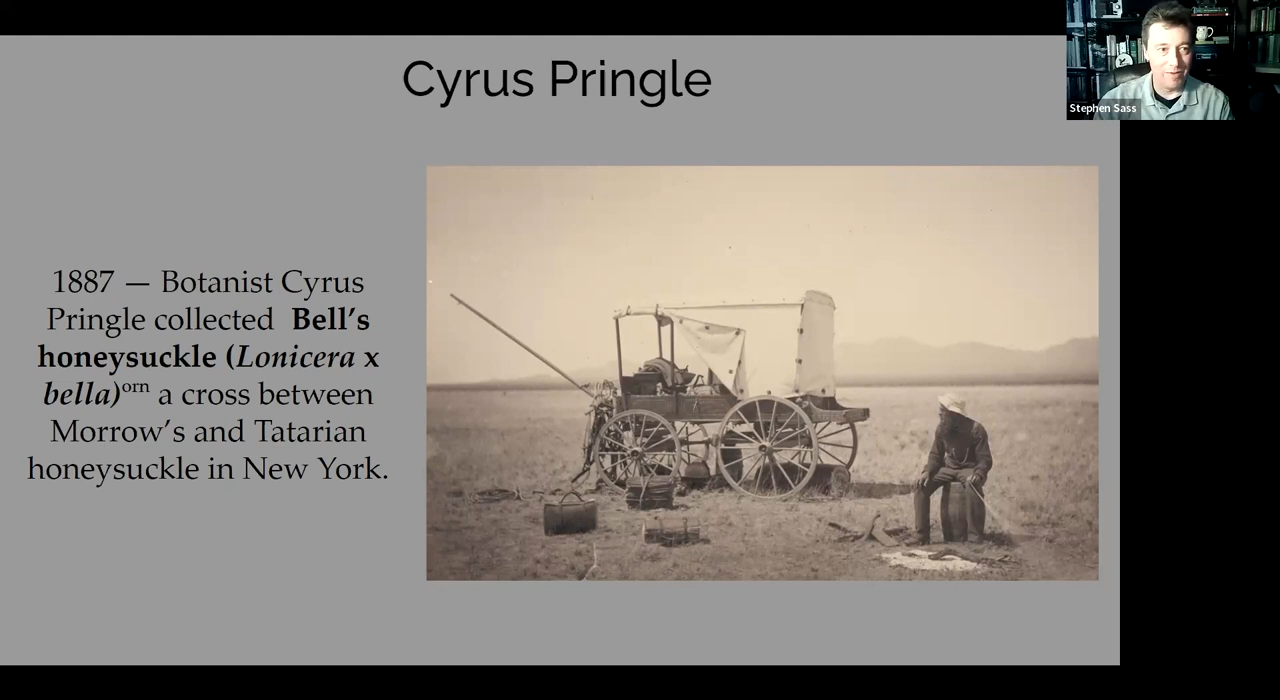 Cyrus Pringle
Stephen Sass
1887 — Botanist Cyrus
Pringle collected Bell's
honeysuckle (Lonicera x
bella)orn a cross between
Morrow's and Tatarian
honeysuckle in New York.